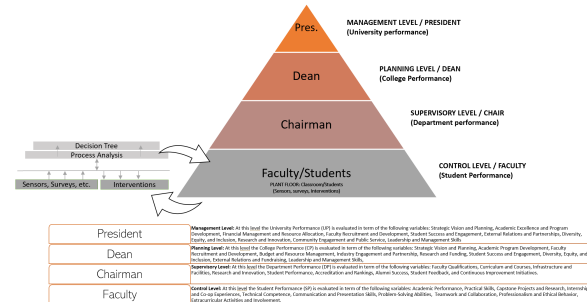 Pres.
MANAGEMENT LEVEL / PRESIDENT
(University performance)
Dean
PLANNING LEVEL / DEAN
(College Performance)
Chairman
SUPERVISORY LEVEL / CHAIR
(Department performance)
Decision Tree
Process Analysis
Sensors, Surveys, etc.
Interventions
Faculty/Students
PLANT FLOOR: Classroom/Students
(Sensors, surveys, Interventions)
CONTROL LEVEL / FACULTY
(Student Performance)
President
Management Level: At this level the University Performance (UP) is evaluated in term of the following variables: Strategic Vision and Planning, Academic Excellence and Program
Development, Financial Management and Resource Allocation, Faculty Recruitment and Development, Student Success and Engagement, External Relations and Partnerships, Diversity,
Equity, and Inclusion, Research and Innovation, Community Engagement and Public Service, Leadership and Management Skills
Dean
Planning Level: At this level the College Performance (CP) is evaluated in term of the following variables: Strategic Vision and Planning, Academic Program Development, Faculty
Recruitment and Development, Budget and Resource Management, Industry Engagement and Partnership, Research and Funding, Student Success and Engagement, Diversity, Equity, and
Inclusion, External Relations and Fundraising, Leadership and Management Skills,
Chairman
Supervisory Level: At this level the Department Performance (DP) is evaluated in term of the following variables: Faculty Qualifications, Curriculum and Courses, Infrastructure and
Facilities, Research and Innovation, Student Performance, Accreditation and Rankings, Alumni Success, Student Feedback, and Continuous Improvement Initiatives.
Faculty
Control Level: At this level the Student Performance (SP) is evaluated in term of the following variables: Academic Performance, Practical Skills, Capstone Projects and Research, Internship
and Co-op Experiences, Technical Competence, Communication and Presentation Skills, Problem-Solving Abilities, Teamwork and Collaboration, Professionalism and Ethical Behavior,
Extracurricular Activities and Involvement.